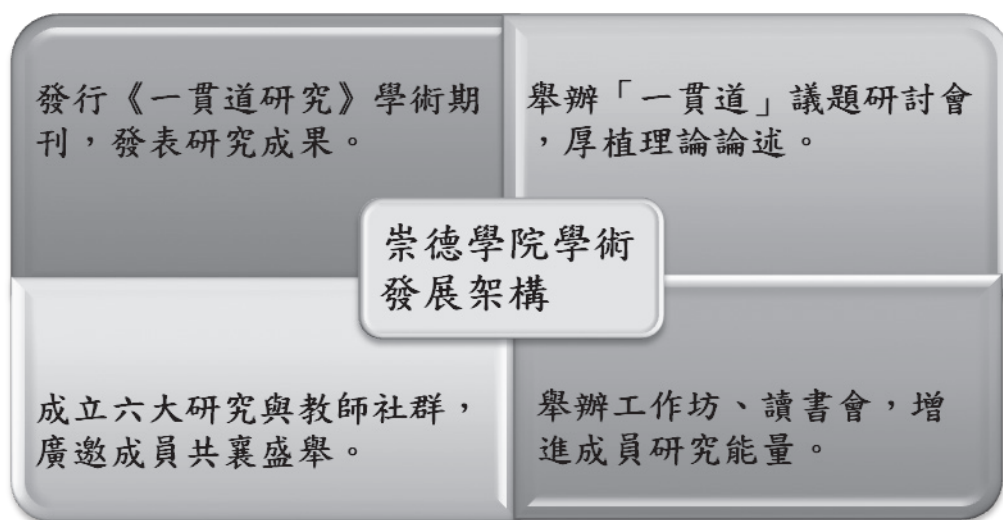 發行《一貫道研究》學術期
刊，發表研究成果。
舉辦「一貫道」議題研討會
，厚植理論論述。
崇德學院學術
發展架構
成立六大研究與教師社群，
廣邀成員共襄盛舉。
舉辦工作坊、讀書會，增
進成員研究能量。